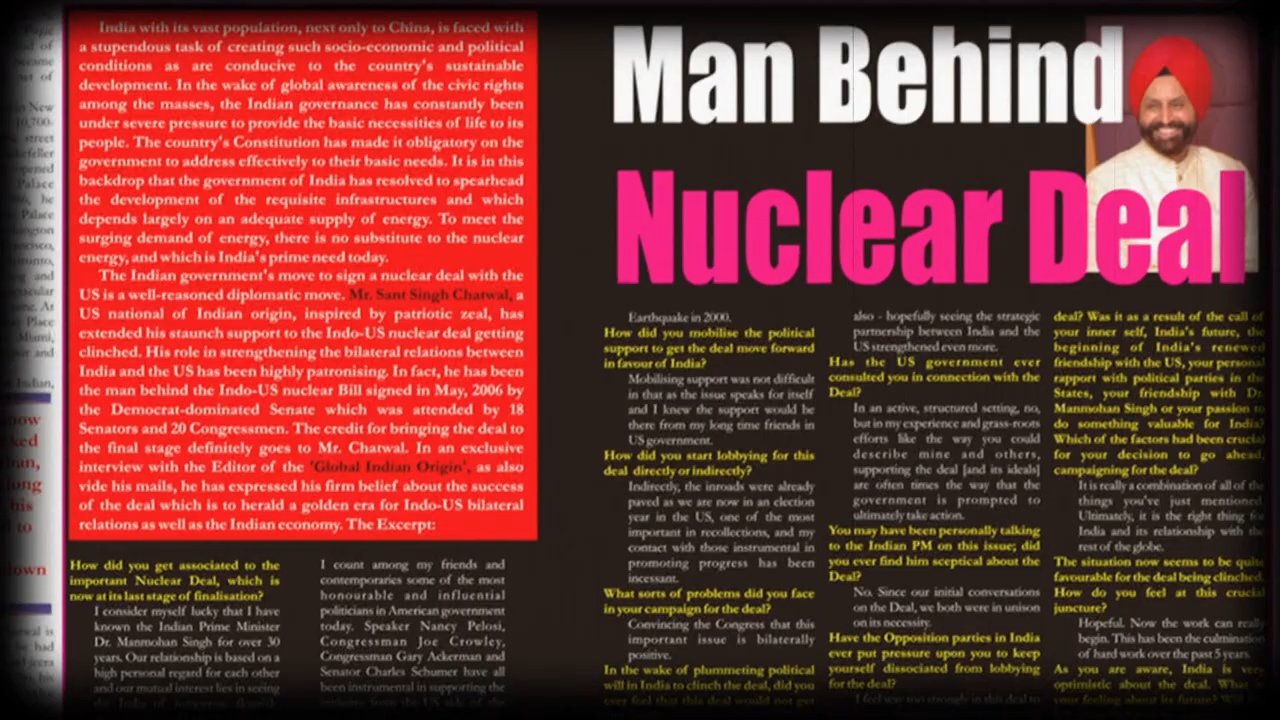 India with its vast population, next only to China, is faced with
a stupendous task of creating such socio-economic and political
conditions as are conducive to the country's sustainable
development. In the wake of global awareness of the civic rights
among the masses, the Indian governance has constantly been
under severe pressure to provide the basic necessities of life to its
people. The country's Constitution has made it obligatory on the
government to address effectively to their basic needs. It is in this
backdrop that the government of India has resolved to spearhead
the development of the requisite infrastructures and which
depends largely on an adequate supply of energy. To meet the
surging demand of energy, there is no substitute to the nuclear
energy, and which is India's prime need today.
The Indian government's move to sign a nuclear deal with the
US is a well-reasoned diplomatic move. Mr. Sant Singh Chatwal, a
US national of Indian origin, inspired by patriotic zeal, has
extended his staunch support to the Indo-US nuclear deal getting
clinched. His role in strengthening the bilateral relations between
India and the US has been highly patronising. In fact, he has been
the man behind the Indo-US nuclear Bill signed in May, 2006 by
the Democrat-dominated Senate which was attended by 18
Senators and 20 Congressmen. The credit for bringing the deal to
the final stage definitely goes to Mr. Chatwal. In an exclusive
interview with the Editor of the 'Global Indian Origin', as also
vide his mails, he has expressed his firm belief about the success
of the deal which is to herald a golden era for Indo-US bilateral
relations as well as the Indian economy. The Excerpt:
How did you get associated to the
important Nuclear Deal, which is
now at its last stage of finalisation?
I consider myself lucky that I have
known the Indian Prime Minister
Dr. Manmohan Singh for over 30
years. Our relationship is based on a
high personal regard for each other
and our mutual interest lies in seeing
I count among my friends and
contemporaries some of the most
honourable and influential
politicians in American government
today. Speaker Nancy Pelosi,
Congressman Joe Crowley,
Congressman Gary Ackerman and
Senator Charles Schumer have all
been instrumental in supporting the
Man Behind
Nuclear Deal
Earthquake in 2000.
How did you mobilise the political
support to get the deal move forward
in favour of India?
Mobilising support was not difficult
in that as the issue speaks for itself
and I knew the support would be
there from my long time friends in
US government.
How did you start lobbying for this
deal directly or indirectly?
Indirectly, the inroads were already
paved as we are now in an election
year in the US, one of the most
important in recollections, and my
contact with those instrumental in
promoting progress has been
incessant.
What sorts of problems did you face
in your campaign for the deal?
Convincing the Congress that this
important issue is bilaterally
positive.
In the wake of plummeting political
will in India to clinch the deal, did you
ever feel that this deal would not get
also - hopefully seeing the strategic
partnership between India and the
US strengthened even more.
Has the US government ever
consulted you in connection with the
Deal?
In an active, structured setting, no,
but in my experience and grass-roots
efforts like the way you could
describe mine and others,
supporting the deal [and its ideals]
are often times the way that the
government is prompted to
ultimately take action.
You may have been personally talking
to the Indian PM on this issue; did
you ever find him sceptical about the
Deal?
No. Since our initial conversations
on the Deal, we both were in unison
on its necessity.
Have the Opposition parties in India
ever put pressure upon you to keep
yourself dissociated from lobbying
for the deal?
I feel way too strongly in this deal to
deal? Was it as a result of the call of
your inner self, India's future, the
beginning of India's renewed
friendship with the US, your personal
rapport with political parties in the
States, your friendship with Dr.
Manmohan Singh or your passion to
do something valuable for India?
Which of the factors had been crucial
for your decision to go ahead,
campaigning for the deal?
It is really a combination of all of the
things you've just mentioned.
Ultimately, it is the right thing for
India and its relationship with the
rest of the globe.
The situation now seems to be quite
favourable for the deal being clinched.
How do you feel at this crucial
juncture?
Hopeful. Now the work can really
begin. This has been the culmination
of hard work over the past 5 years.
As you are aware, India is very
optimistic about the deal. What is
your feeling about its future?